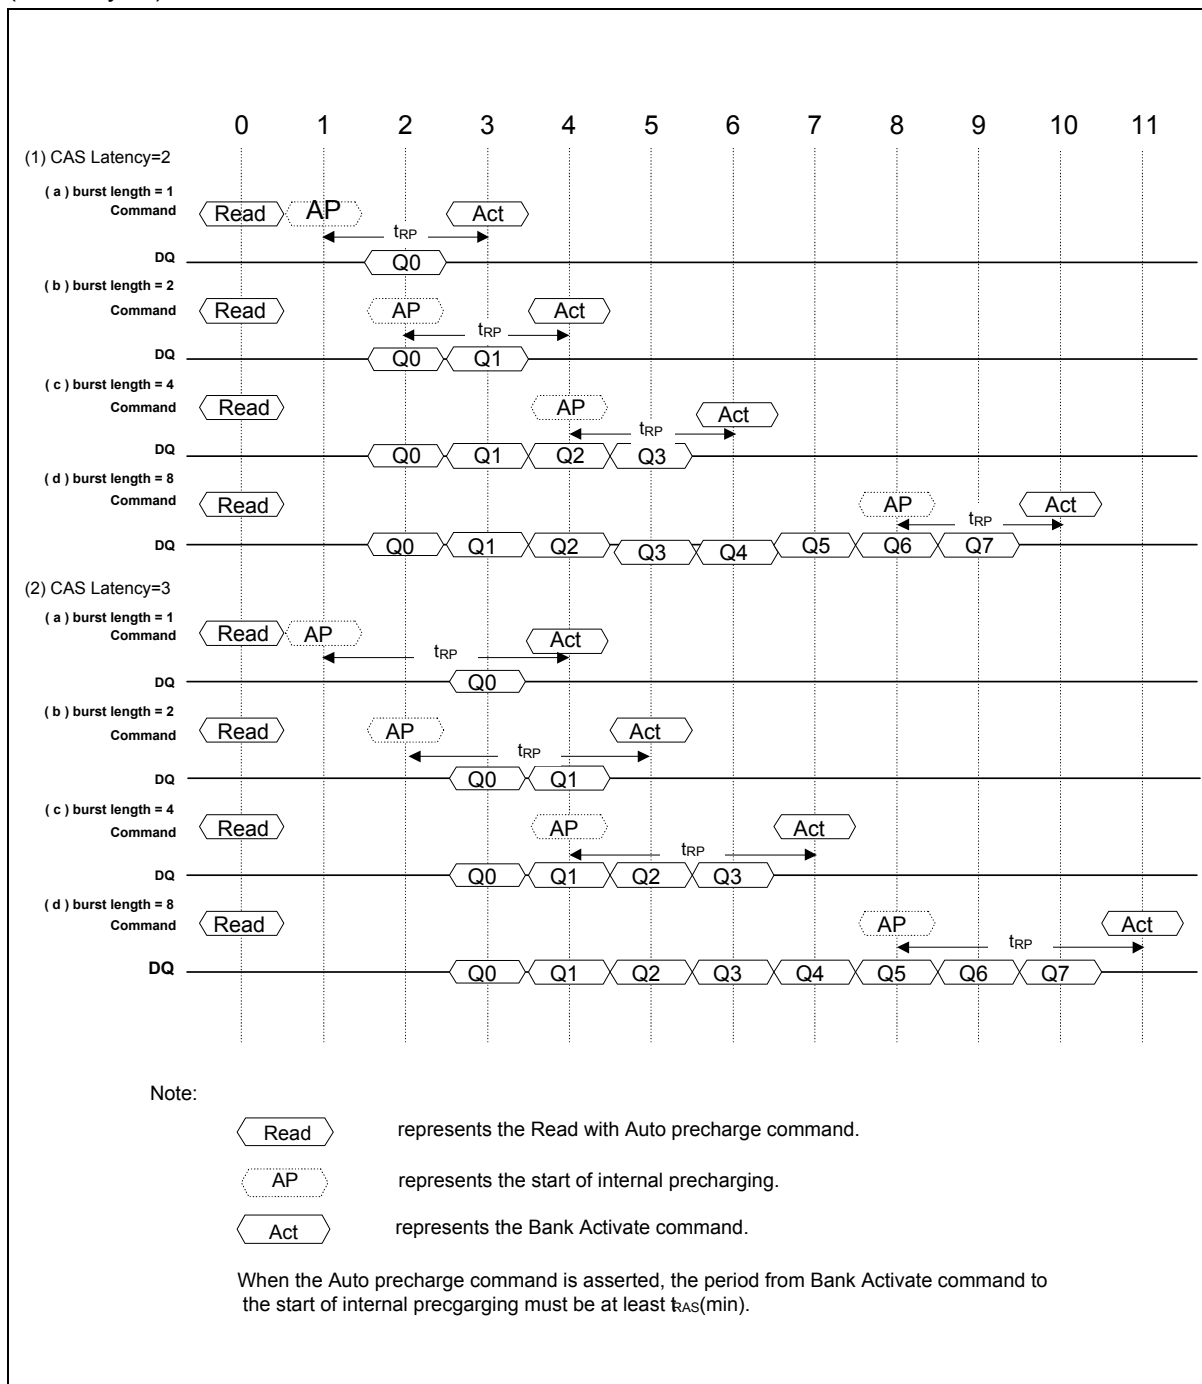 0 1 2 3 4 5 6 7 8 9 10 11
(1) CAS Latency=2
( a ) burst length = 1
Command Read AP Act
tRP
DQ Q0
( b ) burst length = 2
Command Read AP Act
tRP
DQ Q0 Q1
( c ) burst length = 4
Command Read AP Act
tRP
DQ Q0 Q1 Q2 Q3
( d ) burst length = 8
Command Read AP Act
tRP
DQ Q0 Q1 Q2 Q3 Q4 Q5 Q6 Q7
(2) CAS Latency=3
( a ) burst length = 1
Command Read AP Act
tRP
DQ Q0
( b ) burst length = 2
Command Read AP Act
tRP
DQ Q0 Q1
( c ) burst length = 4
Command Read AP Act
tRP
DQ Q0 Q1 Q2 Q3
( d ) burst length = 8
Command Read AP Act
tRP
DQ Q0 Q1 Q2 Q3 Q4 Q5 Q6 Q7
Note:
Read represents the Read with Auto precharge command.
AP represents the start of internal precharging.
Act represents the Bank Activate command.
When the Auto precharge command is asserted, the period from Bank Activate command to
the start of internal precgarging must be at least tRAS(min).